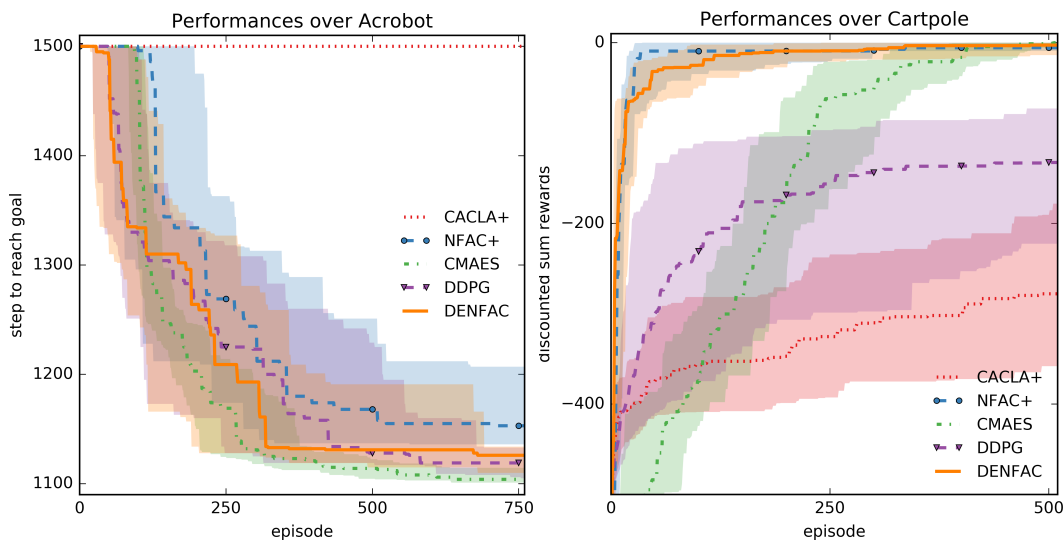 Performances over Acrobot
step to reach goal
1500
1400
1300
1200
1100
0
250
500
750
episode
CACLA+
NFAC+
CMAES
DDPG
DENFAC
Performances over Cartpole
discounted sum rewards
0
−200
−400
0
250
500
episode
CACLA+
NFAC+
CMAES
DDPG
DENFAC